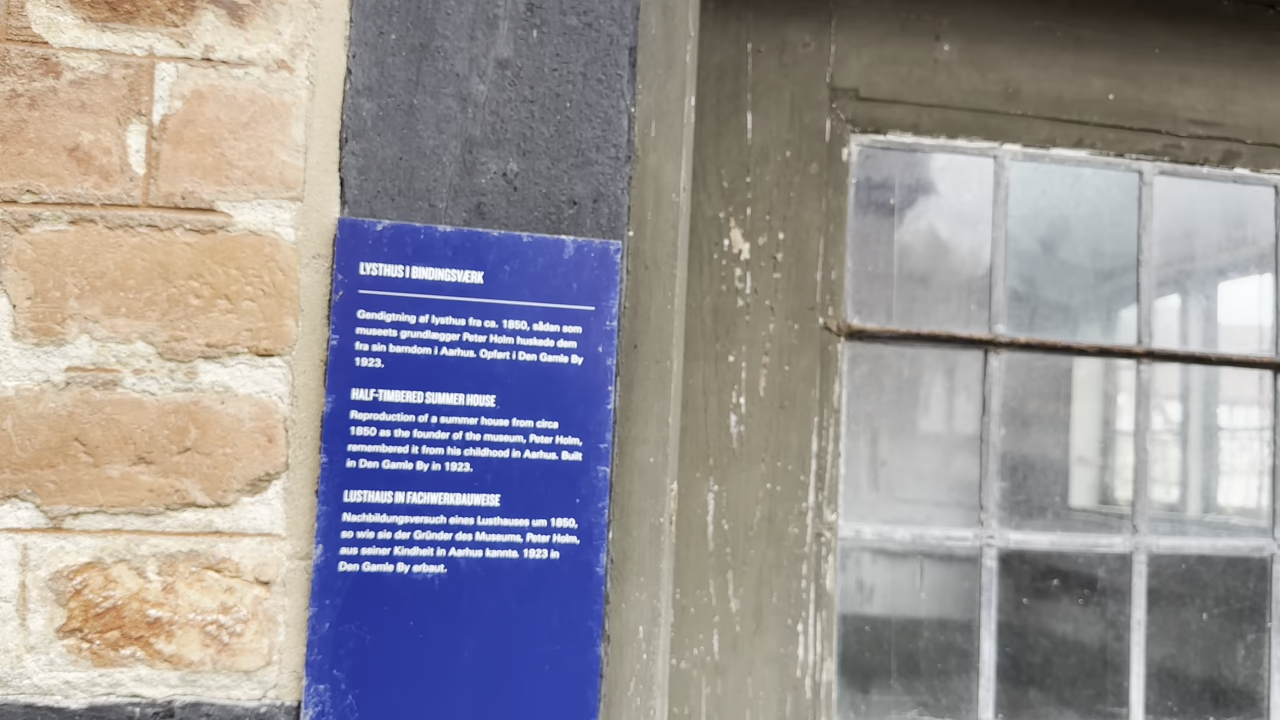 LYSTHUS I BINDINGSVÆRK
Gendigtning af lysthus fra ca. 1850, sådan som
museets grundlægger Peter Holm huskede dem
fra sin barndom i Aarhus. Opført i Den Gamle By
1923.
HALF-TIMBERED SUMMER HOUSE
Reproduction of a summer house from circa
1850 as the founder of the museum, Peter Holm,
remembered it from his childhood in Aarhus. Built
in Den Gamle By in 1923.
LUSTHAUS IN FACHWERKBAUWEISE
Nachbildungsversuch eines Lusthauses um 1850,
so wie sie der Gründer des Museums, Peter Holm,
aus seiner Kindheit in Aarhus kannte. 1923 in
Den Gamle By erbaut.